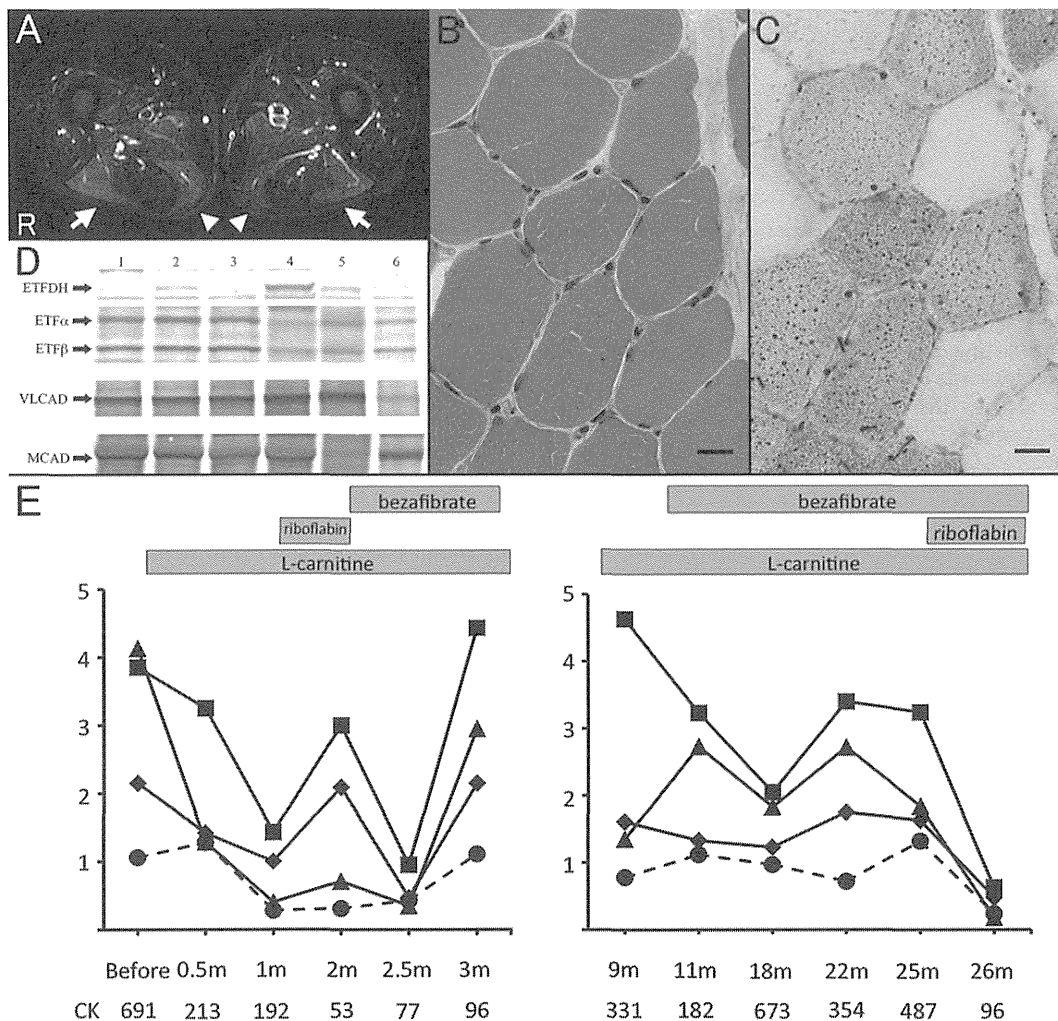 A
B
C
R
D
1 2 3 4 5 6
ETFDH
ETFα
ETFβ
VLCAD
MCAD
E
bezafibrate
riboflabin
L-carnitine
bezafibrate
riboflabin
L-carnitine
5
4
3
2
1
5
4
3
2
1
Before 0.5m 1m 2m 2.5m 3m
9m 11m 18m 22m 25m 26m
CK 691 213 192 53 77 96
331 182 673 354 487 96